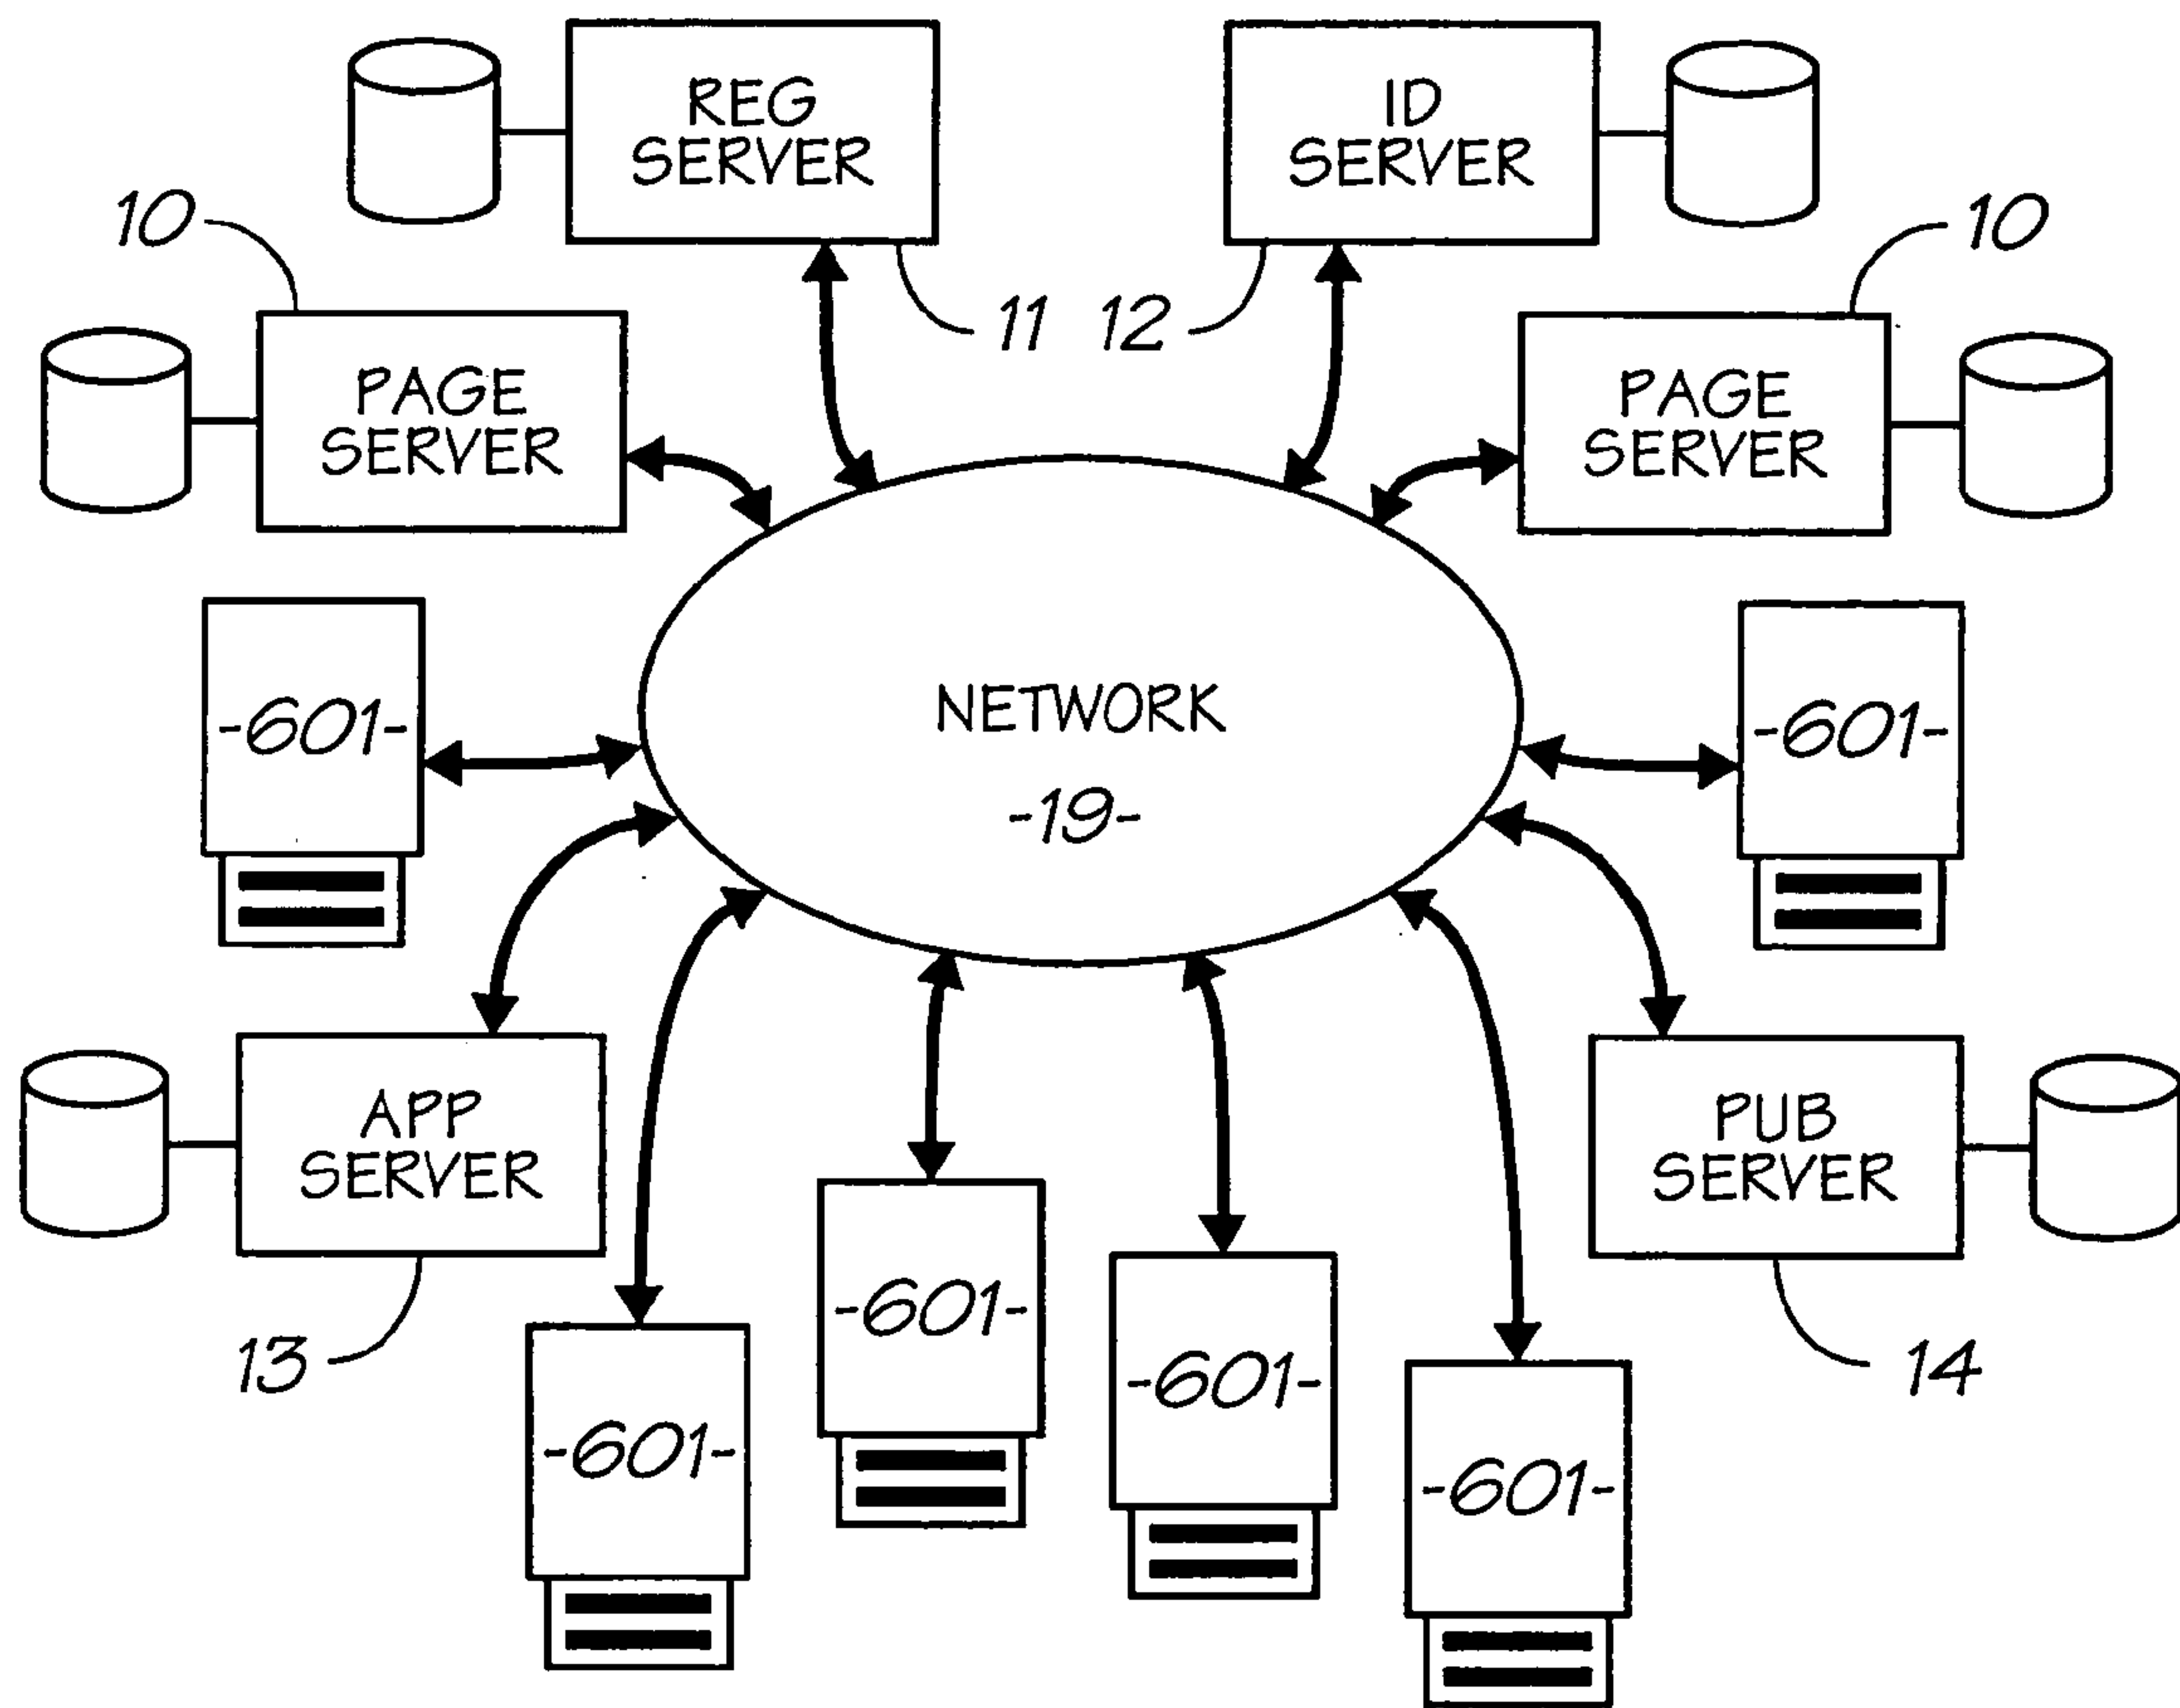 REG
SERVER
ID
SERVER
10
10
11
12
PAGE
SERVER
PAGE
SERVER
-601-
NETWORK
-19-
-601-
APP
SERVER
PUB
SERVER
13
-601-
-601-
-601-
-601-
14